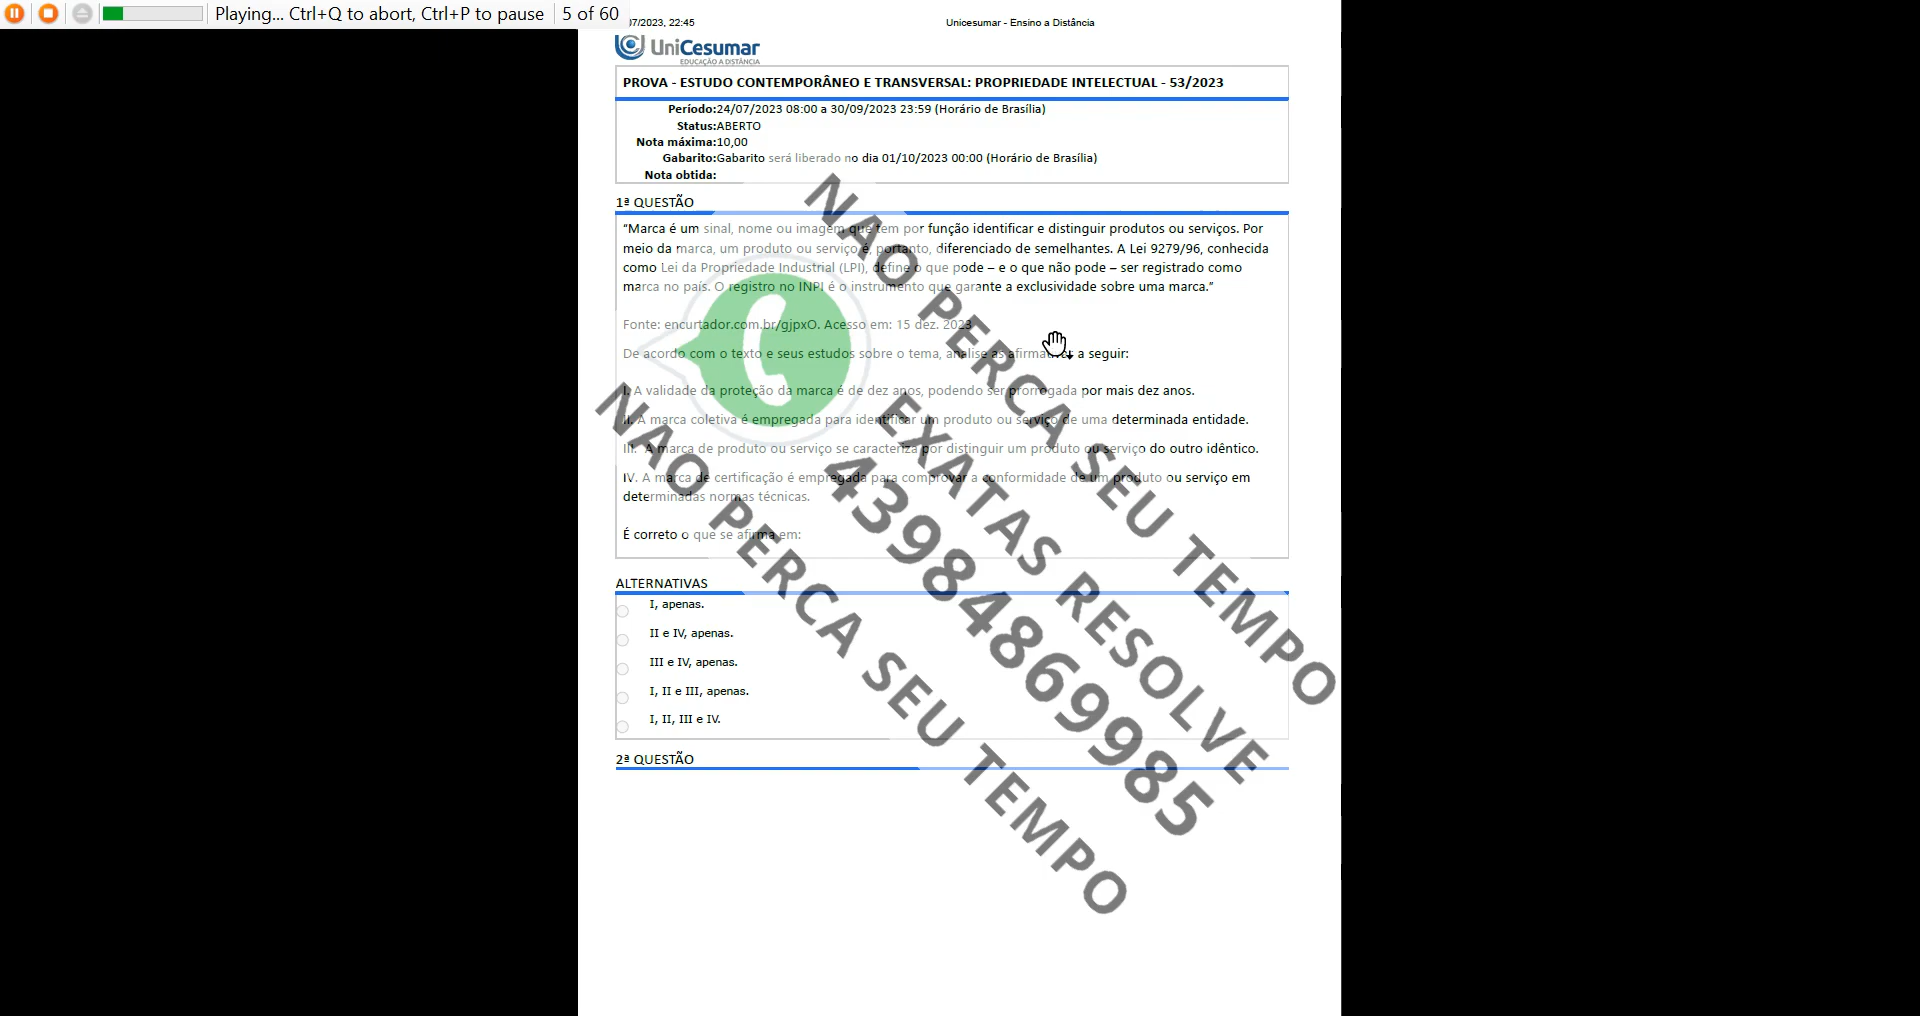 Playing... Ctrl+Q to abort, Ctrl+P to pause 5 of 60
07/2023, 22:45 Unicesumar - Ensino a Distância
UniCesumar
EDUCAÇÃO A DISTÂNCIA
PROVA - ESTUDO CONTEMPORÂNEO E TRANSVERSAL: PROPRIEDADE INTELECTUAL - 53/2023
Período:24/07/2023 08:00 a 30/09/2023 23:59 (Horário de Brasília)
Status:ABERTO
Nota máxima:10,00
Gabarito:Gabarito será liberado no dia 01/10/2023 00:00 (Horário de Brasília)
Nota obtida:
1ª QUESTÃO
“Marca é um sinal, nome ou imagem que tem por função identificar e distinguir produtos ou serviços. Por
meio da marca, um produto ou serviço é, portanto, diferenciado de semelhantes. A Lei 9279/96, conhecida
como Lei da Propriedade Industrial (LPI), define o que pode – e o que não pode – ser registrado como
marca no país. O registro no INPI é o instrumento que garante a exclusividade sobre uma marca.”
Fonte: encurtador.com.br/gjpxO. Acesso em: 15 dez. 2023
De acordo com o texto e seus estudos sobre o tema, analise as afirmativas a seguir:
I. A validade da proteção da marca é de dez anos, podendo ser prorrogada por mais dez anos.
II. A marca coletiva é empregada para identificar um produto ou serviço de uma determinada entidade.
III. A marca de produto ou serviço se caracteriza por distinguir um produto ou serviço do outro idêntico.
IV. A marca de certificação é empregada para comprovar a conformidade de um produto ou serviço em
determinadas normas técnicas.
É correto o que se afirma em:
ALTERNATIVAS
I, apenas.
II e IV, apenas.
III e IV, apenas.
I, II e III, apenas.
I, II, III e IV.
2ª QUESTÃO
NÃO PERCA SEU TEMPO
EXATAS RESOLVE
43984869985
NÃO PERCA SEU TEMPO